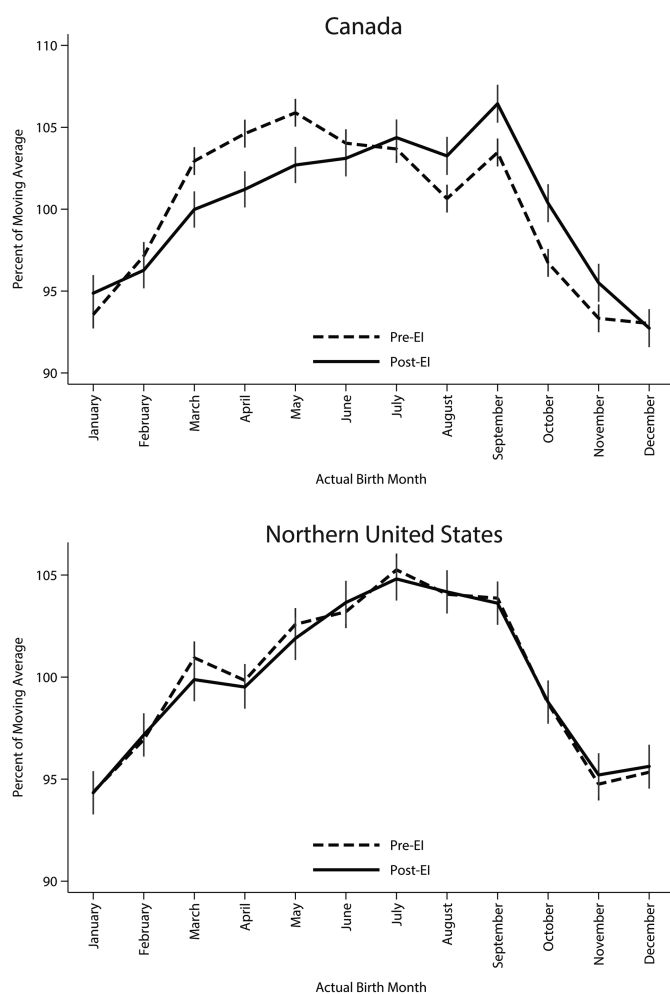 Canada
Percent of Moving Average
110
105
100
95
90
Pre-EI
Post-EI
January
February
March
April
May
June
July
August
September
October
November
December
Actual Birth Month
Northern United States
Percent of Moving Average
105
100
95
90
Pre-EI
Post-EI
January
February
March
April
May
June
July
August
September
October
November
December
Actual Birth Month